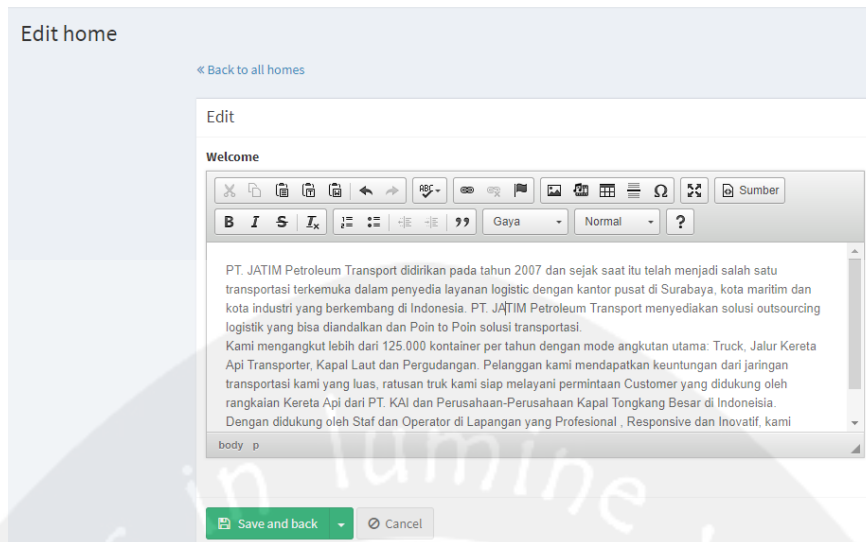 Edit home
« Back to all homes
Edit
Welcome
ABC
Sumber
B I S Ix
Gaya Normal ?
PT. JATIM Petroleum Transport didirikan pada tahun 2007 dan sejak saat itu telah menjadi salah satu
transportasi terkemuka dalam penyedia layanan logistic dengan kantor pusat di Surabaya, kota maritim dan
kota industri yang berkembang di Indonesia. PT. JATIM Petroleum Transport menyediakan solusi outsourcing
logistik yang bisa diandalkan dan Poin to Poin solusi transportasi.
Kami mengangkut lebih dari 125.000 kontainer per tahun dengan mode angkutan utama: Truck, Jalur Kereta
Api Transporter, Kapal Laut dan Pergudangan. Pelanggan kami mendapatkan keuntungan dari jaringan
transportasi kami yang luas, ratusan truk kami siap melayani permintaan Customer yang didukung oleh
rangkaian Kereta Api dari PT. KAI dan Perusahaan-Perusahaan Kapal Tongkang Besar di Indoneisia.
Dengan didukung oleh Staf dan Operator di Lapangan yang Profesional , Responsive dan Inovatif, kami
body p
in lumine
Save and back
Cancel